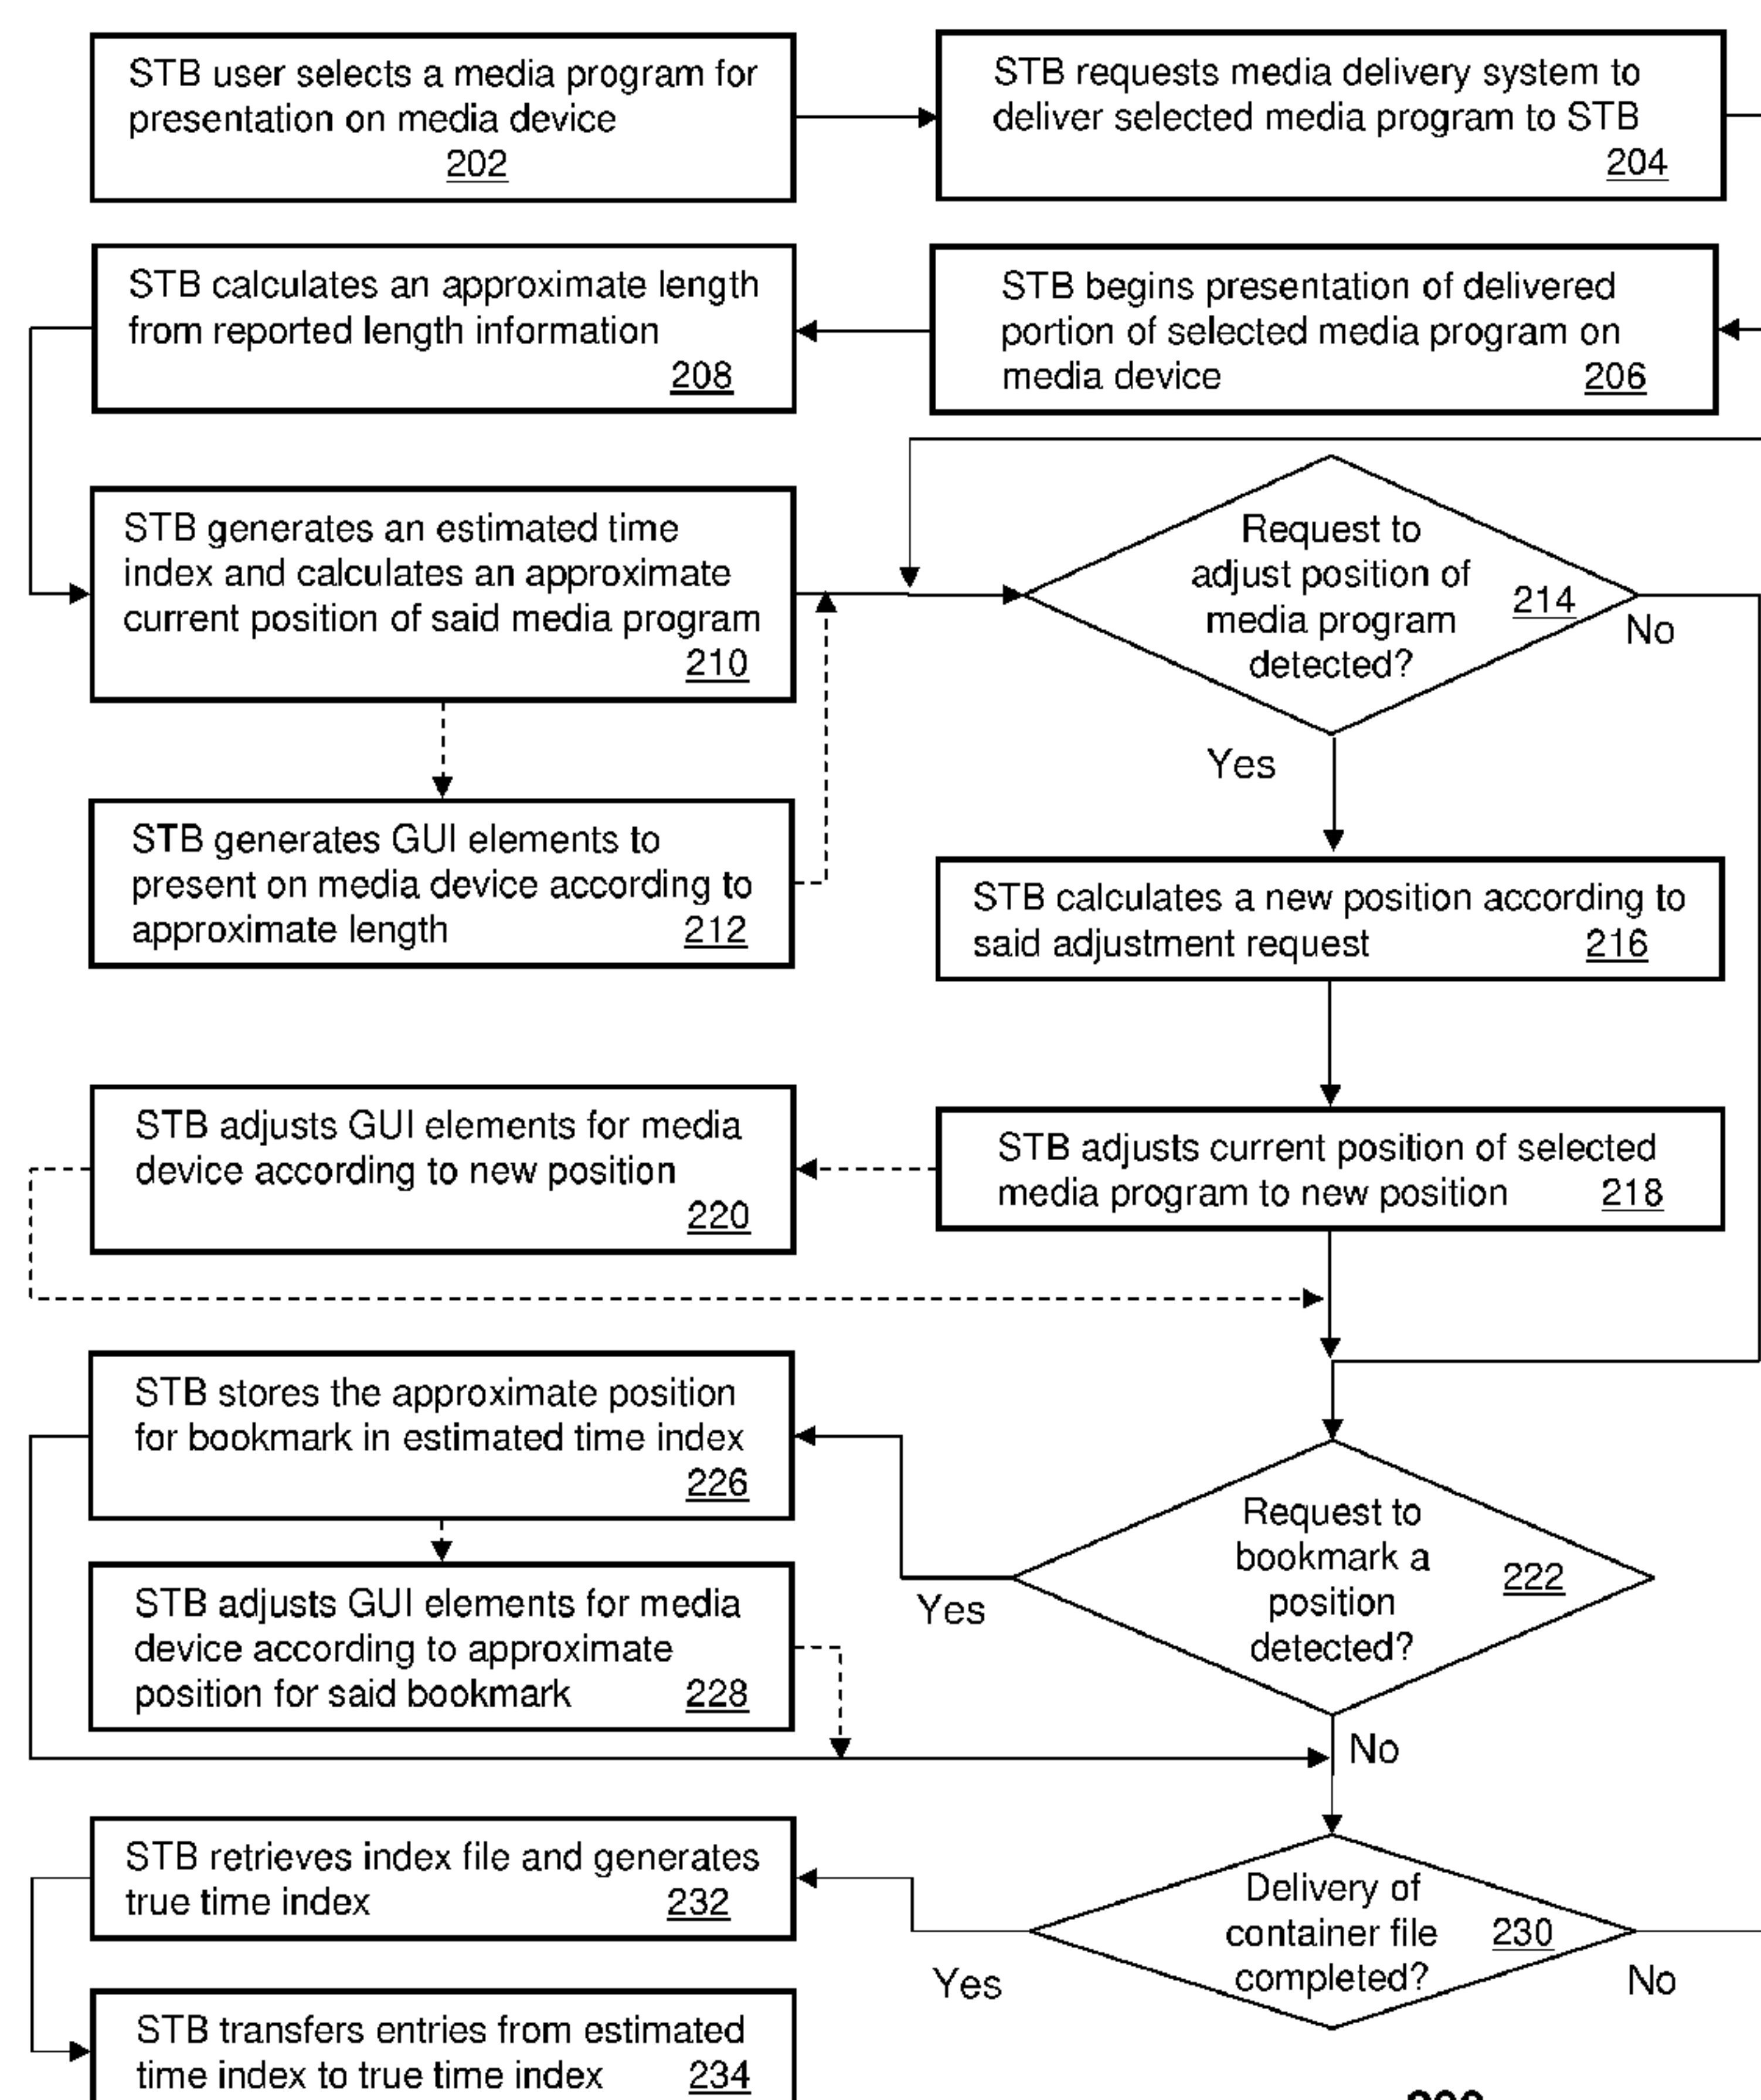 STB user selects a media program for
presentation on media device
202
STB requests media delivery system to
deliver selected media program to STB
204
STB calculates an approximate length
from reported length information
208
STB begins presentation of delivered
portion of selected media program on
media device 206
STB generates an estimated time
index and calculates an approximate
current position of said media program
210
Request to
adjust position of
media program
detected?
214
No
Yes
STB generates GUI elements to
present on media device according to
approximate length 212
STB calculates a new position according to
said adjustment request 216
STB adjusts GUI elements for media
device according to new position
220
STB adjusts current position of selected
media program to new position 218
STB stores the approximate position
for bookmark in estimated time index
226
Request to
bookmark a
position
detected?
222
Yes
No
STB adjusts GUI elements for media
device according to approximate
position for said bookmark 228
STB retrieves index file and generates
true time index 232
Delivery of
container file
completed?
230
Yes
No
STB transfers entries from estimated
time index to true time index 234